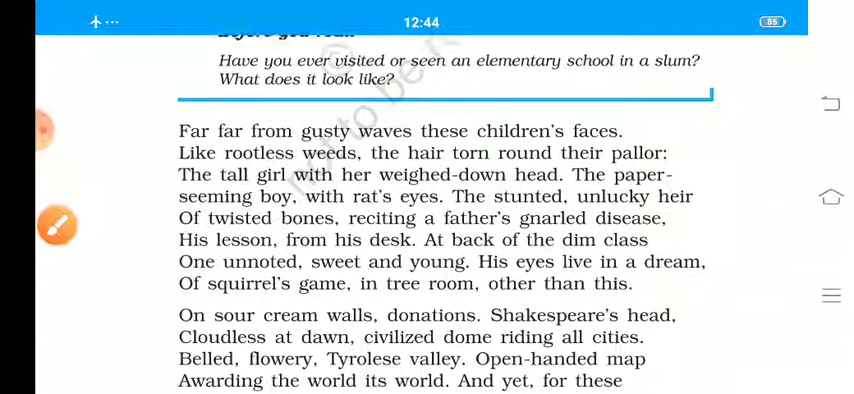 12:44
85
Have you ever visited or seen an elementary school in a slum?
What does it look like?
Far far from gusty waves these children's faces.
Like rootless weeds, the hair torn round their pallor:
The tall girl with her weighed-down head. The paper-
seeming boy, with rat's eyes. The stunted, unlucky heir
Of twisted bones, reciting a father's gnarled disease,
His lesson, from his desk. At back of the dim class
One unnoted, sweet and young. His eyes live in a dream,
Of squirrel's game, in tree room, other than this.
On sour cream walls, donations. Shakespeare's head,
Cloudless at dawn, civilized dome riding all cities.
Belled, flowery, Tyrolese valley. Open-handed map
Awarding the world its world. And yet, for these